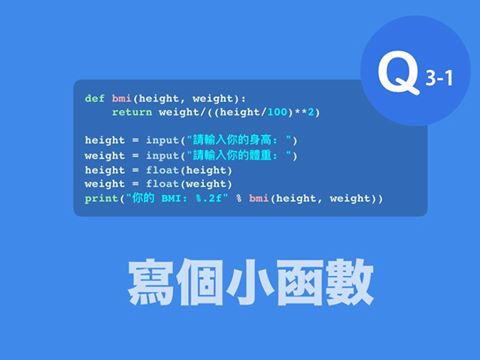 Q 3-1
def bmi(height, weight):
    return weight/((height/100)**2)
height = input("請輸入你的身高: ")
weight = input("請輸入你的體重: ")
height = float(height)
weight = float(weight)
print("你的 BMI: %.2f" % bmi(height, weight))
寫個小函數